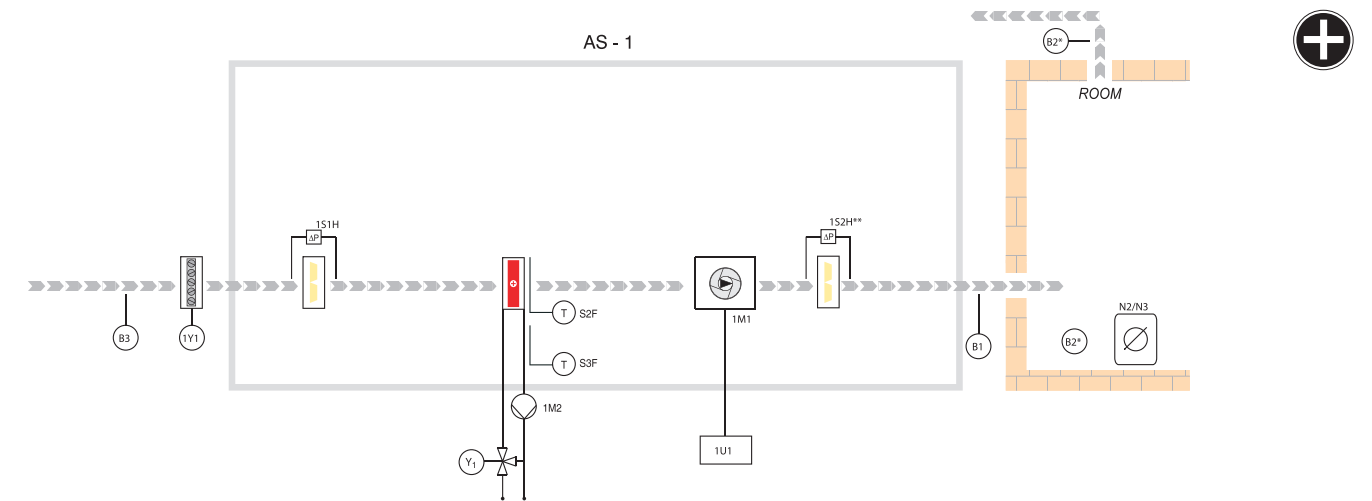 AS - 1
B2*
ROOM
1S1H
ΔP
1S2H**
ΔP
B3
1Y1
T S2F
T S3F
1M1
B1
N2/N3
B2*
1M2
Y1
1U1